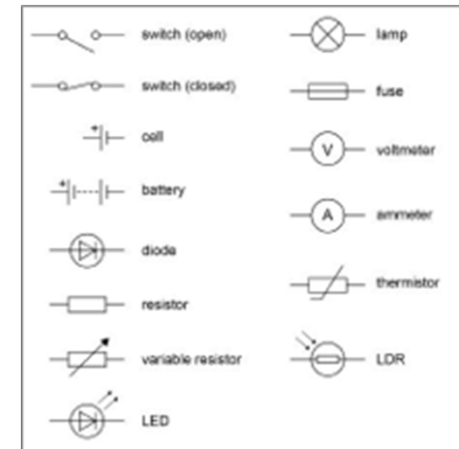 switch (open)
switch (closed)
+
cell
+
battery
diode
resistor
variable resistor
LED
lamp
fuse
V
voltmeter
A
ammeter
thermistor
LDR